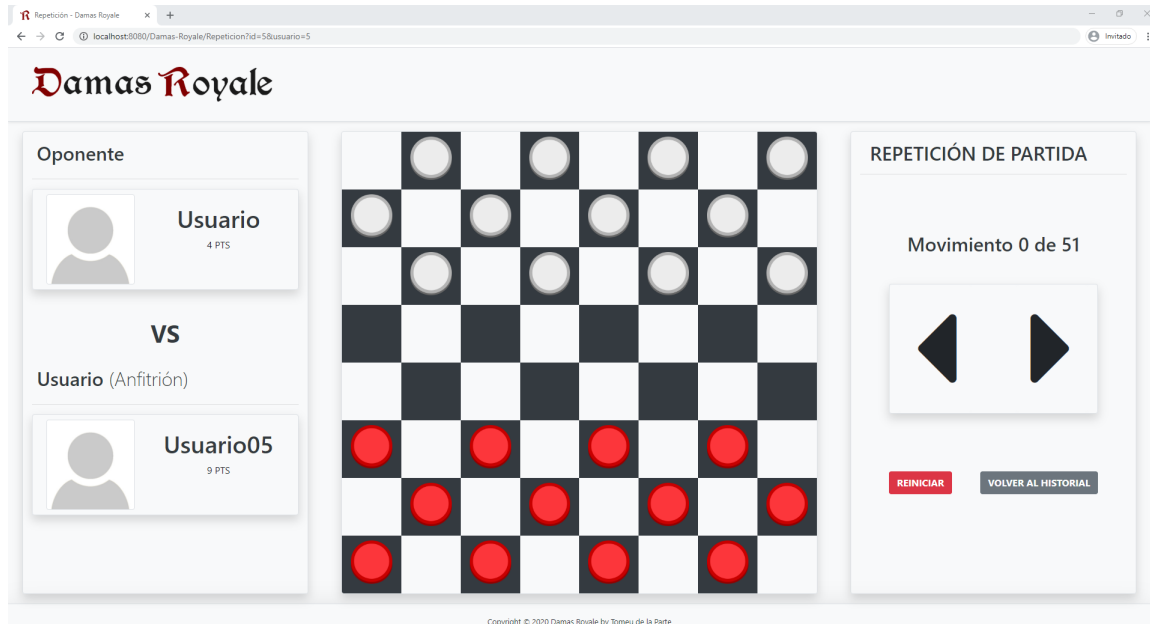 Repetición - Damas Royale
localhost:8080/Damas-Royale/Repeticion?id=5&usuario=5
Invitado
Damas Royale
Oponente
Usuario
4 PTS
VS
Usuario (Anfitrión)
Usuario05
9 PTS
REPETICIÓN DE PARTIDA
Movimiento 0 de 51
REINICIAR
VOLVER AL HISTORIAL
Copyright © 2020 Damas Royale by Tomeu de la Parte